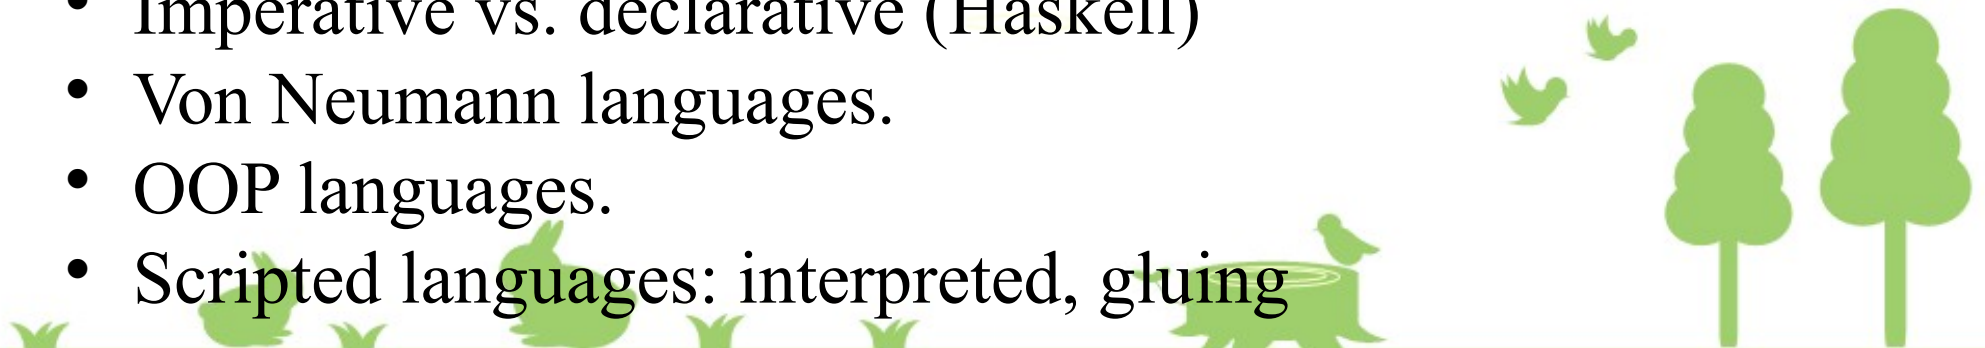 • Imperative vs. declarative (Haskell)
• Von Neumann languages.
• OOP languages.
• Scripted languages: interpreted, gluing